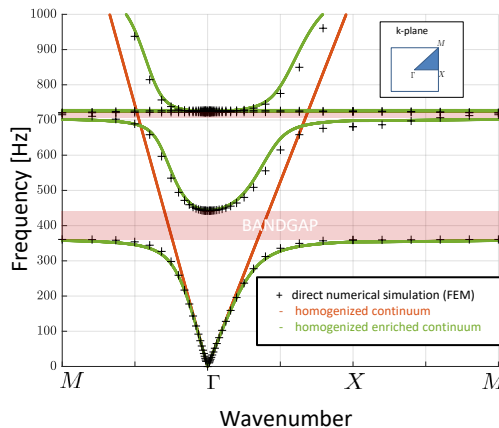 1000
900
800
700
600
500
400
300
200
100
0
Frequency [Hz]
k-plane
M
Γ
X
BANDGAP
+ direct numerical simulation (FEM)
- homogenized continuum
- homogenized enriched continuum
M Γ X M
Wavenumber